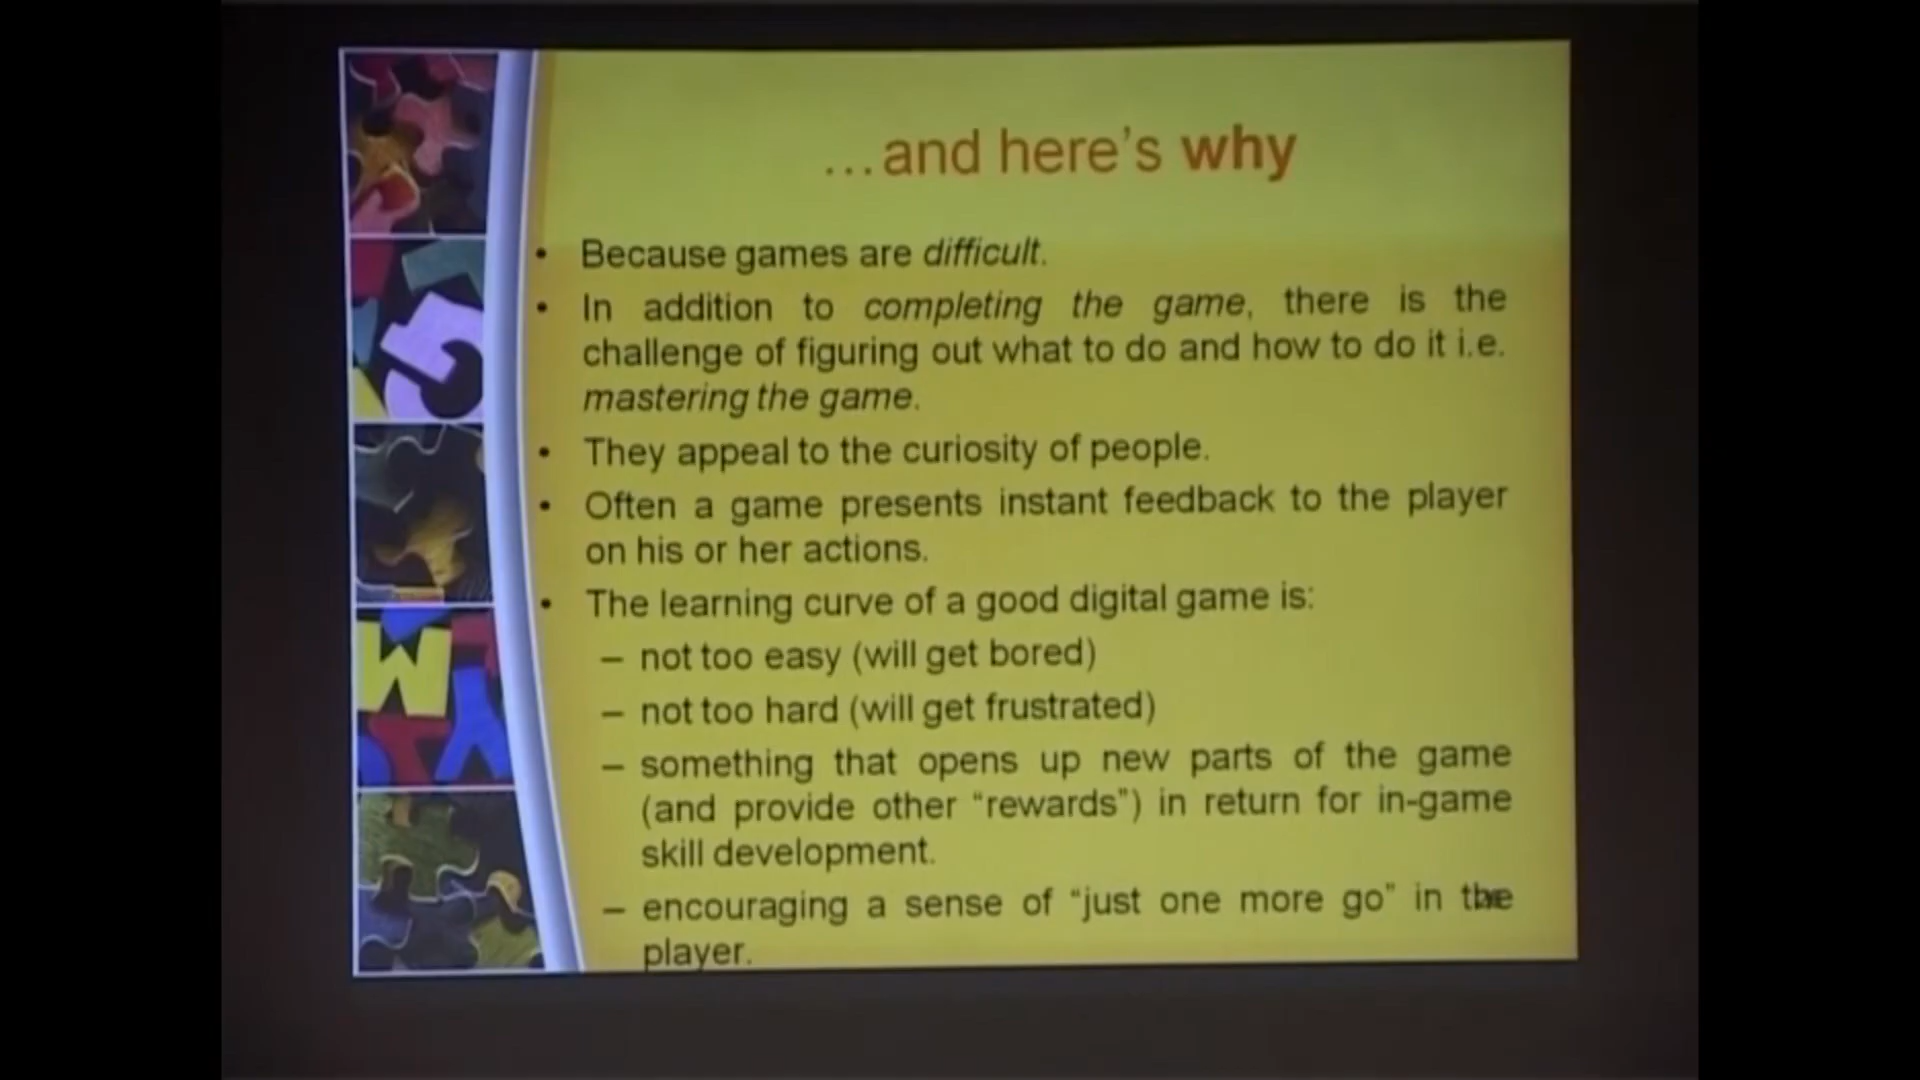 …and here's why
• Because games are difficult.
• In addition to completing the game, there is the
challenge of figuring out what to do and how to do it i.e.
mastering the game.
• They appeal to the curiosity of people.
• Often a game presents instant feedback to the player
on his or her actions.
• The learning curve of a good digital game is:
– not too easy (will get bored)
– not too hard (will get frustrated)
– something that opens up new parts of the game
(and provide other “rewards”) in return for in-game
skill development.
– encouraging a sense of “just one more go” in the
player.